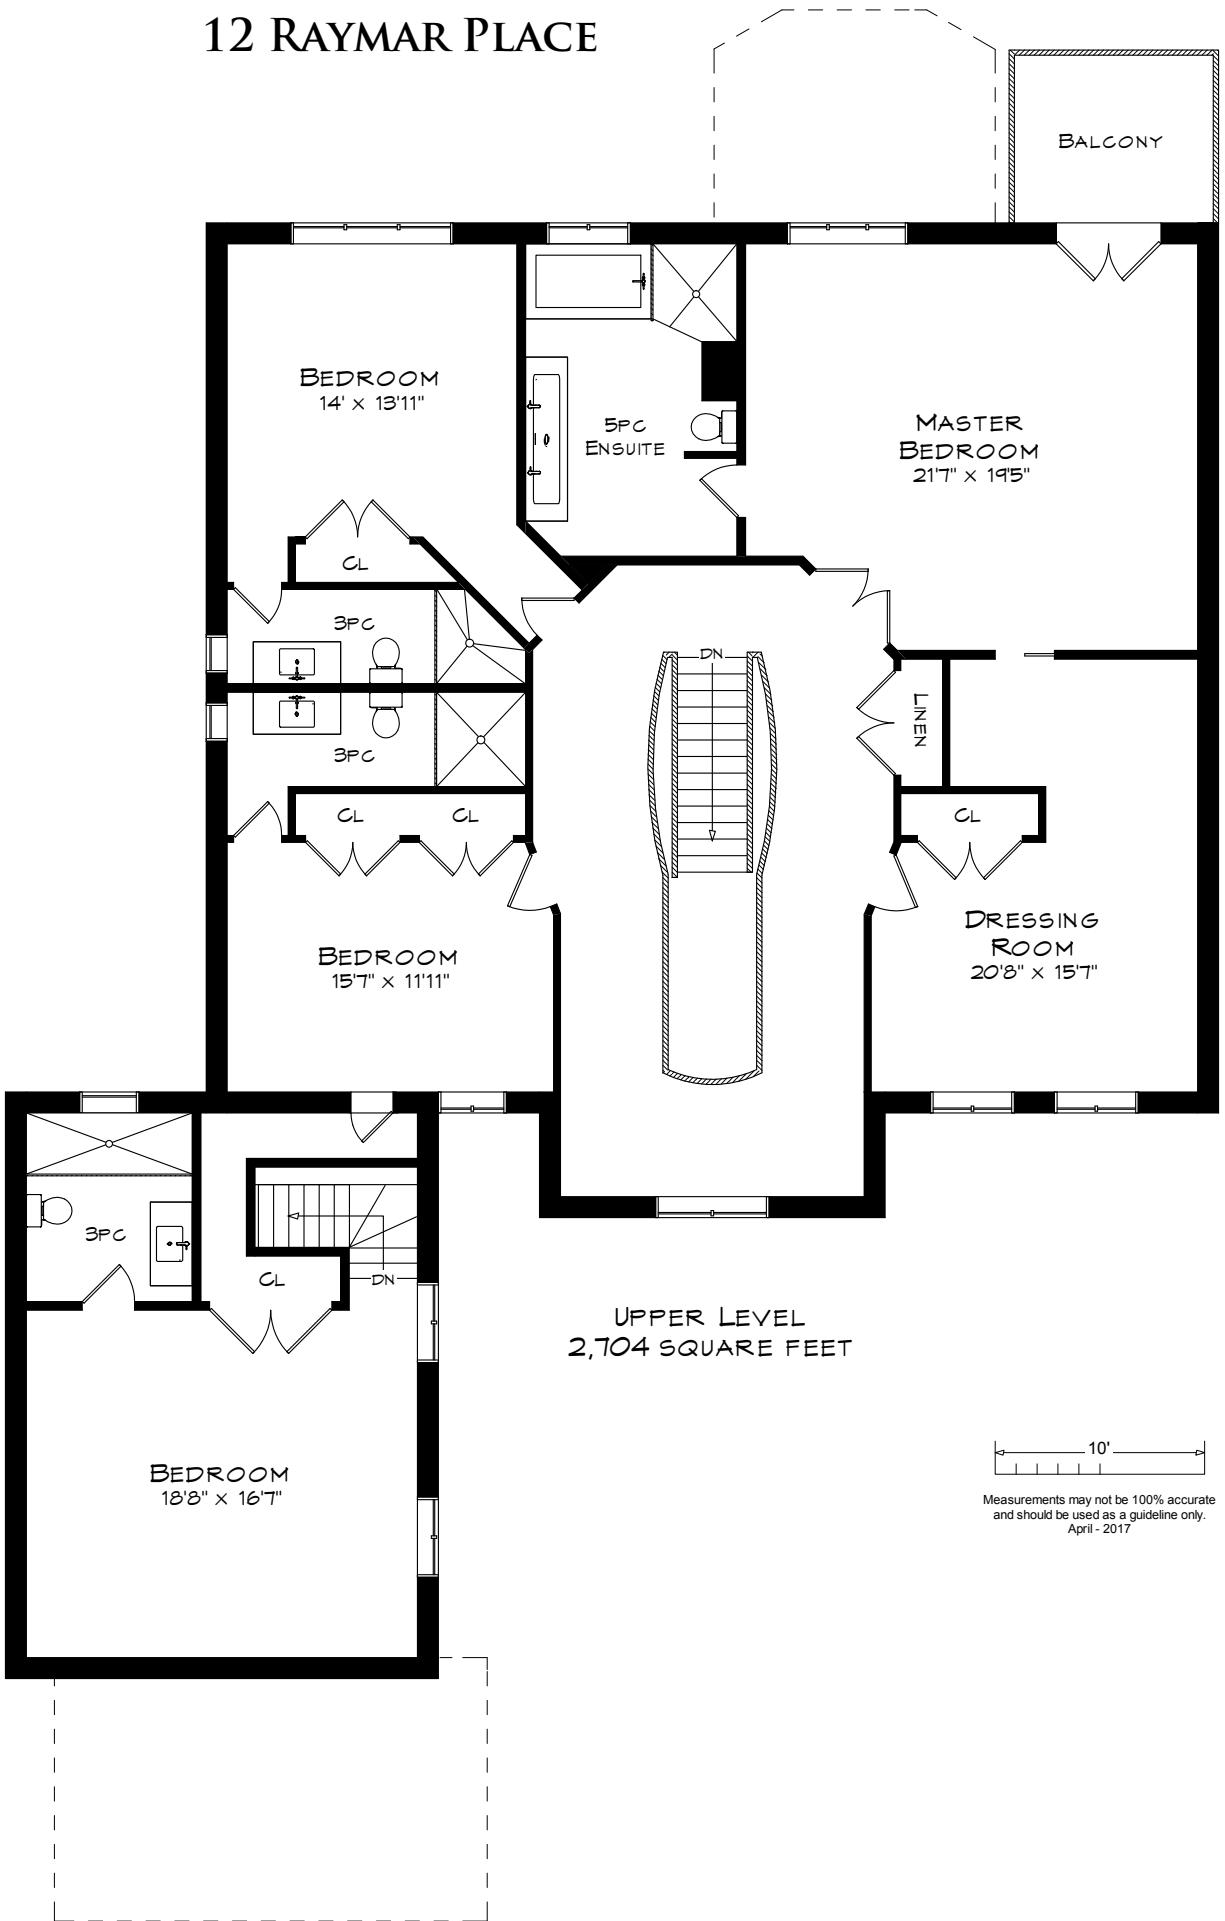 12 RAYMAR PLACE
BALCONY
BEDROOM
14' x 13'11"
5PC
ENSUITE
MASTER
BEDROOM
21'7" x 19'5"
CL
3PC
DN
LINEN
3PC
CL
CL
CL
BEDROOM
15'7" x 11'11"
DRESSING
ROOM
20'8" x 15'7"
3PC
CL
DN
UPPER LEVEL
2,704 SQUARE FEET
BEDROOM
18'8" x 16'7"
10'
Measurements may not be 100% accurate
and should be used as a guideline only.
April - 2017